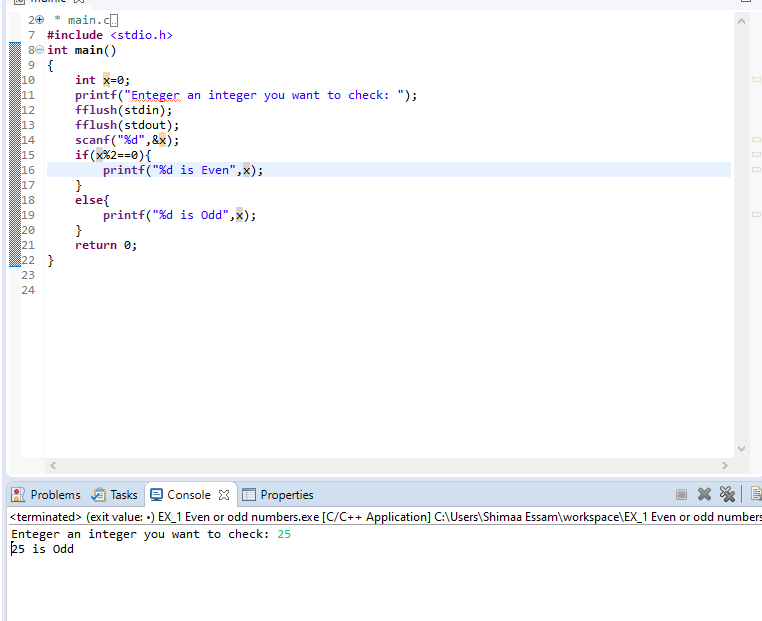 2 * main.c
7 #include <stdio.h>
8 int main()
9 {
10 int x=0;
11 printf("Enteger an integer you want to check: ");
12 fflush(stdin);
13 fflush(stdout);
14 scanf("%d",&x);
15 if(x%2==0){
16 printf("%d is Even",x);
17 }
18 else{
19 printf("%d is Odd",x);
20 }
21 return 0;
22 }
23
24
Problems Tasks Console Properties
<terminated> (exit value: •) EX_1 Even or odd numbers.exe [C/C++ Application] C:\Users\Shimaa Essam\workspace\EX_1 Even or odd numbers
Enteger an integer you want to check: 25
25 is Odd